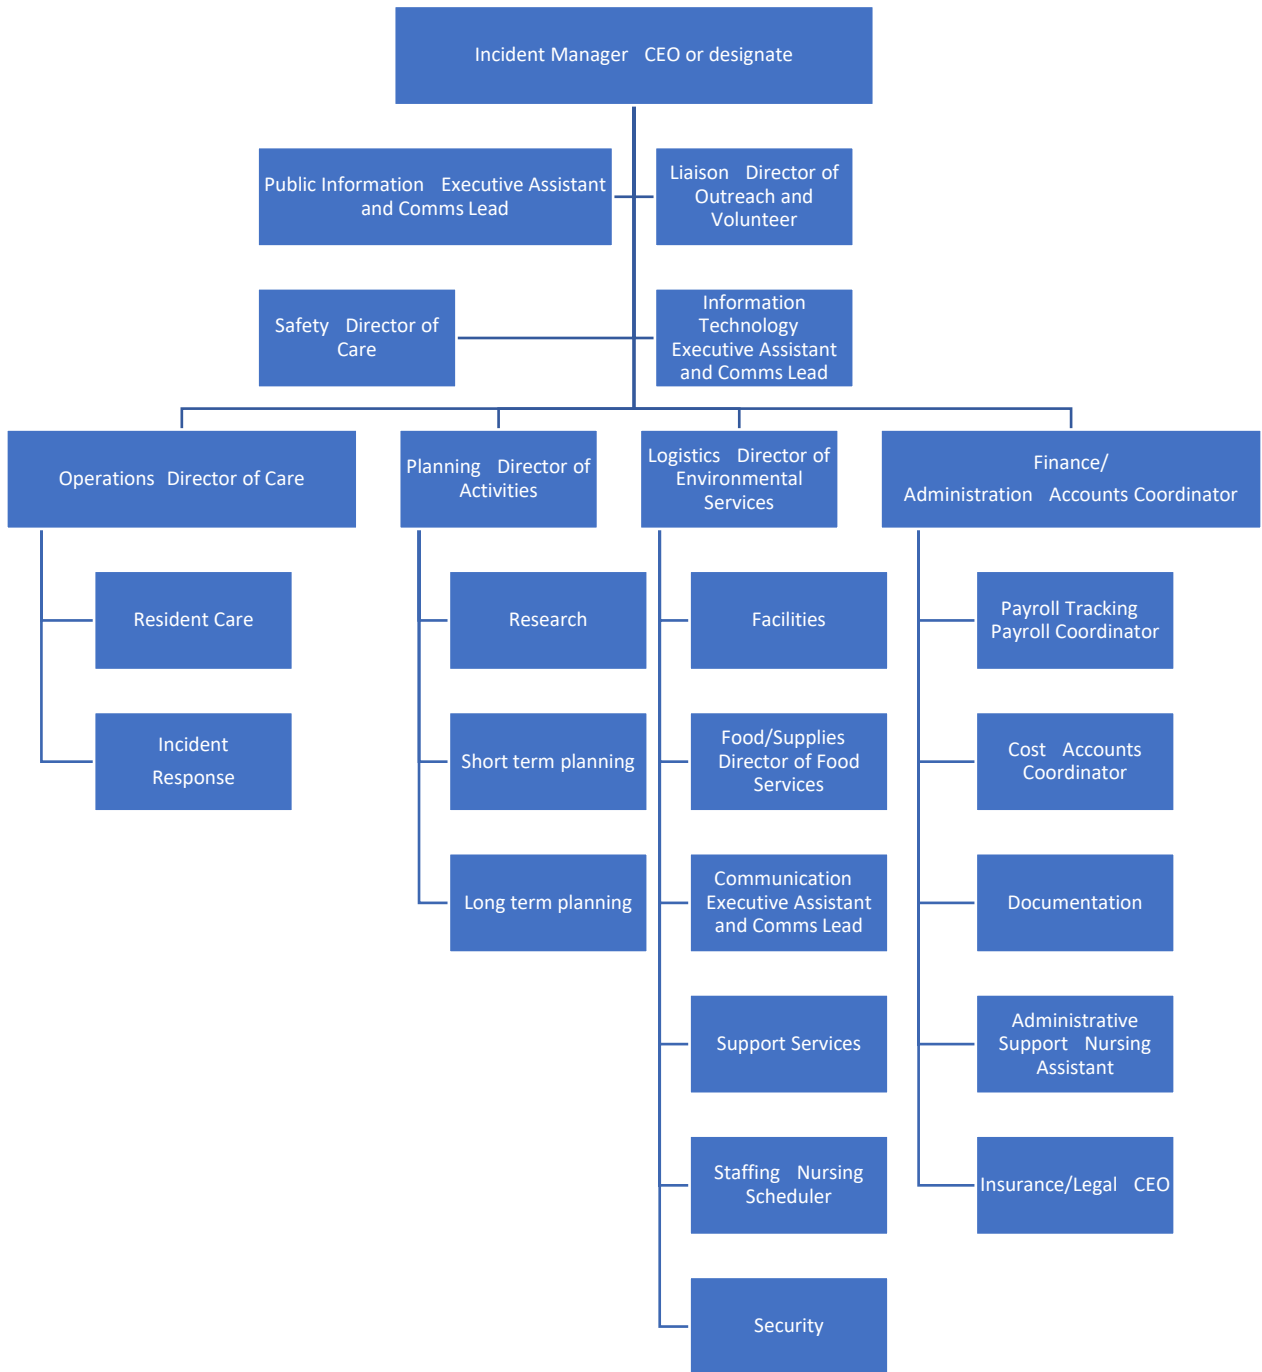 Incident Manager CEO or designate
Public Information Executive Assistant
and Comms Lead
Liaison Director of
Outreach and
Volunteer
Safety Director of
Care
Information
Technology
Executive Assistant
and Comms Lead
Operations Director of Care
Planning Director of
Activities
Logistics Director of
Environmental
Services
Finance/
Administration Accounts Coordinator
Resident Care
Incident
Response
Research
Short term planning
Long term planning
Facilities
Food/Supplies
Director of Food
Services
Communication
Executive Assistant
and Comms Lead
Support Services
Staffing Nursing
Scheduler
Security
Payroll Tracking
Payroll Coordinator
Cost Accounts
Coordinator
Documentation
Administrative
Support Nursing
Assistant
Insurance/Legal CEO